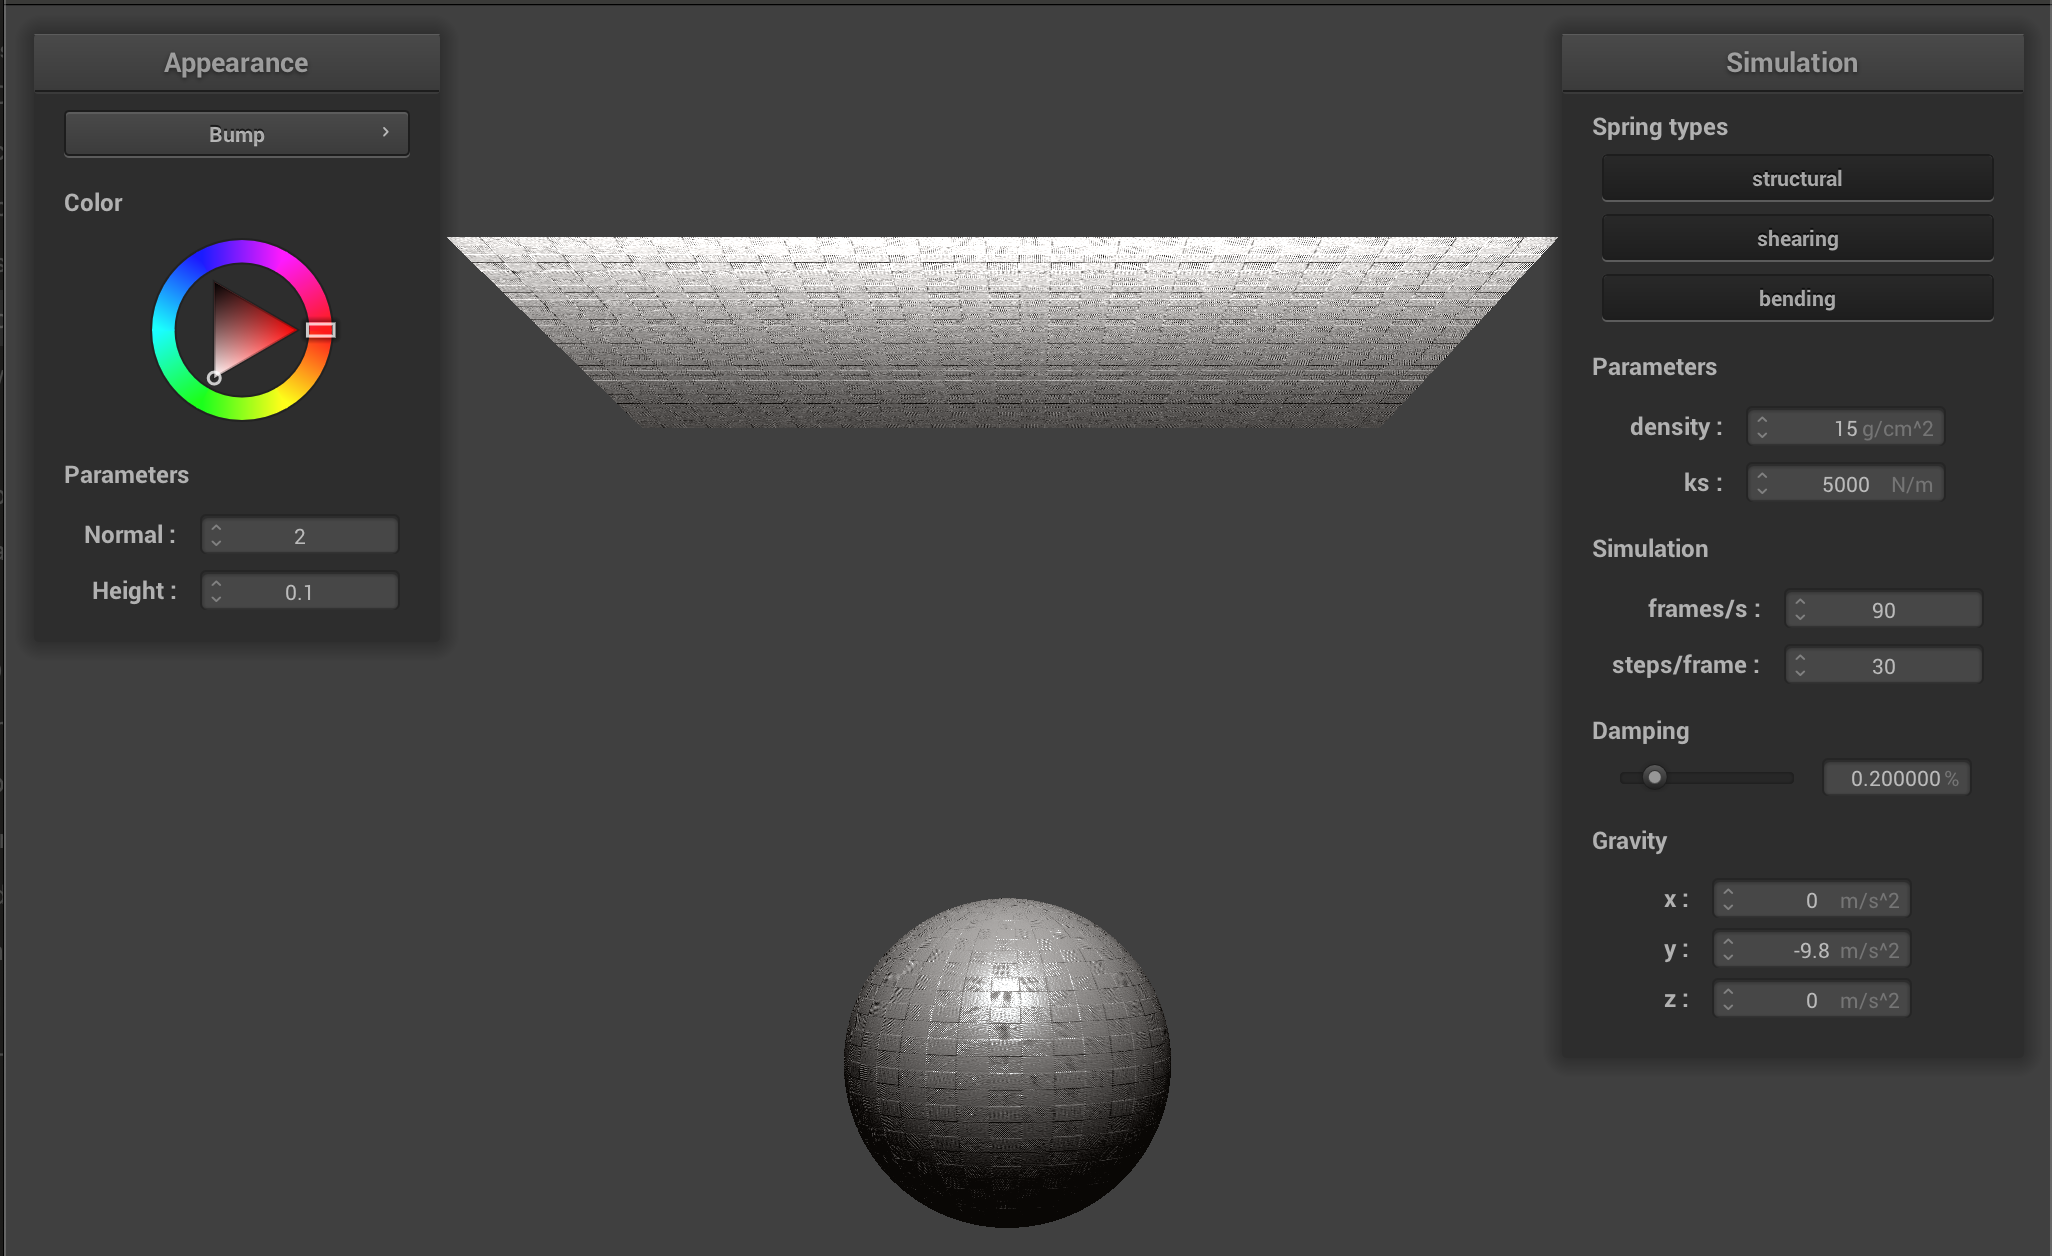 Appearance
Bump
Color
Parameters
Normal : 2
Height : 0.1
Simulation
Spring types
structural
shearing
bending
Parameters
density : 15 g/cm^2
ks : 5000 N/m
Simulation
frames/s : 90
steps/frame : 30
Damping
0.200000 %
Gravity
x : 0 m/s^2
y : -9.8 m/s^2
z : 0 m/s^2